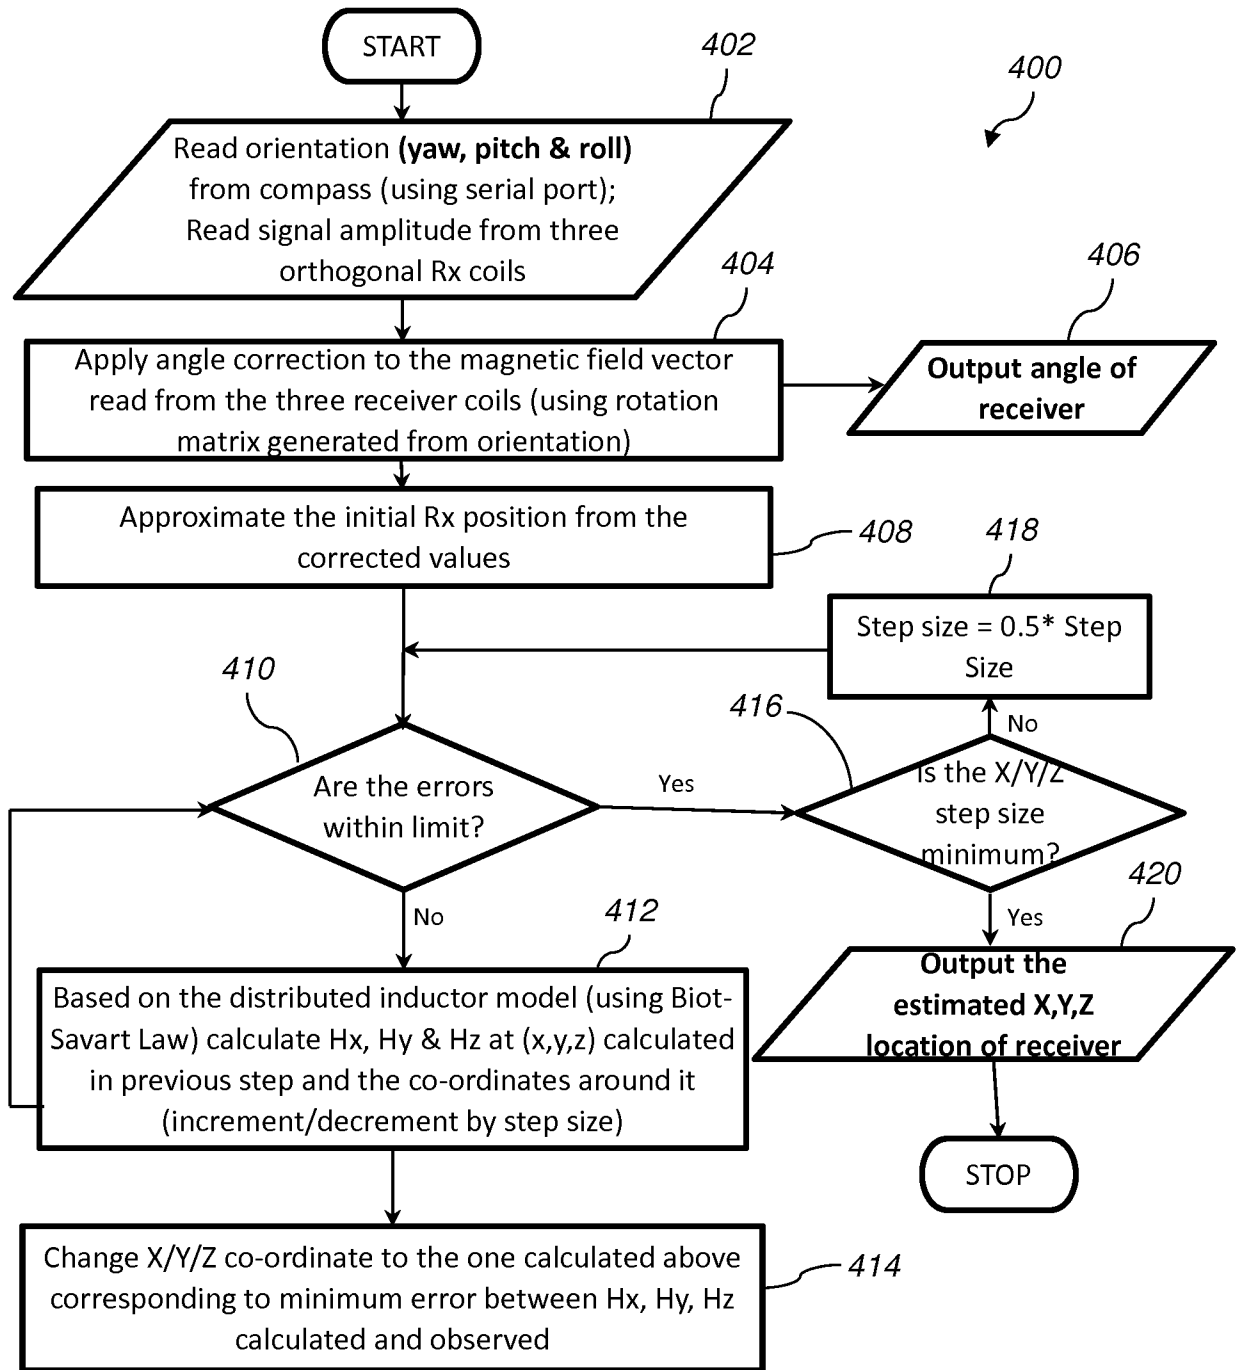 START
402
400
Read orientation (yaw, pitch & roll)
from compass (using serial port);
Read signal amplitude from three
orthogonal Rx coils
404
406
Apply angle correction to the magnetic field vector
read from the three receiver coils (using rotation
matrix generated from orientation)
Output angle of
receiver
Approximate the initial Rx position from the
corrected values
408
418
Step size = 0.5* Step
Size
410
416
No
Are the errors
within limit?
Yes
Is the X/Y/Z
step size
minimum?
420
No
Yes
412
Based on the distributed inductor model (using Biot-
Savart Law) calculate Hx, Hy & Hz at (x,y,z) calculated
in previous step and the co-ordinates around it
(increment/decrement by step size)
Output the
estimated X,Y,Z
location of receiver
STOP
Change X/Y/Z co-ordinate to the one calculated above
corresponding to minimum error between Hx, Hy, Hz
calculated and observed
414